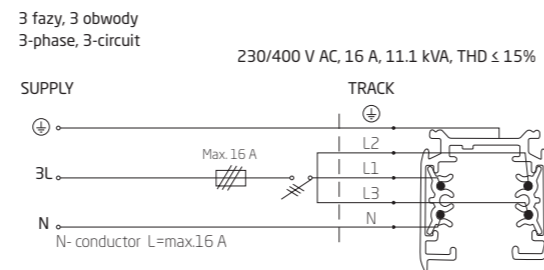 3 fazy, 3 obwody
3-phase, 3-circuit
230/400 V AC, 16 A, 11.1 kVA, THD ≤ 15%
SUPPLY
TRACK
L2
Max. 16 A
3L
L1
L3
N
N
N- conductor L=max.16 A